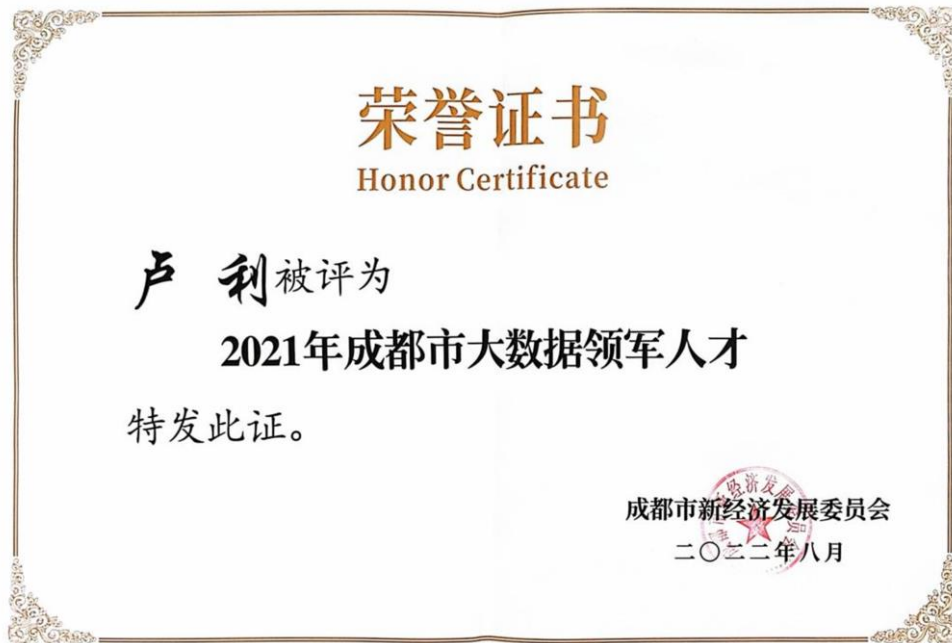 荣誉证书
Honor Certificate
卢 利被评为
2021年成都市大数据领军人才
特发此证。
成都市新经济发展委员会
二〇二二年八月